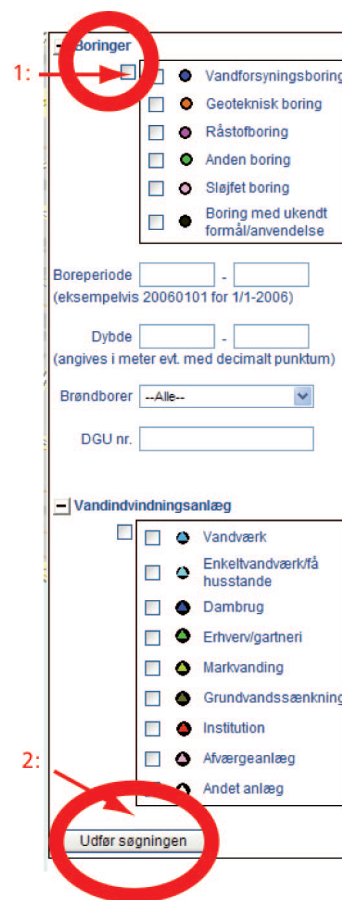 Boringer
1:
Vandforsyningsboring
Geoteknisk boring
Råstofboring
Anden boring
Sløjfet boring
Boring med ukendt
formål/anvendelse
Boreperiode -
(eksempelvis 20060101 for 1/1-2006)
Dybde -
(angives i meter evt. med decimalt punktum)
Brøndborer --Alle--
DGU nr.
Vandindvindningsanlæg
Vandværk
Enkeltvandværk/få
husstande
Dambrug
Erhverv/gartneri
Markvanding
Grundvandssænkning
Institution
Afværgeanlæg
2:
Andet anlæg
Udfør søgningen